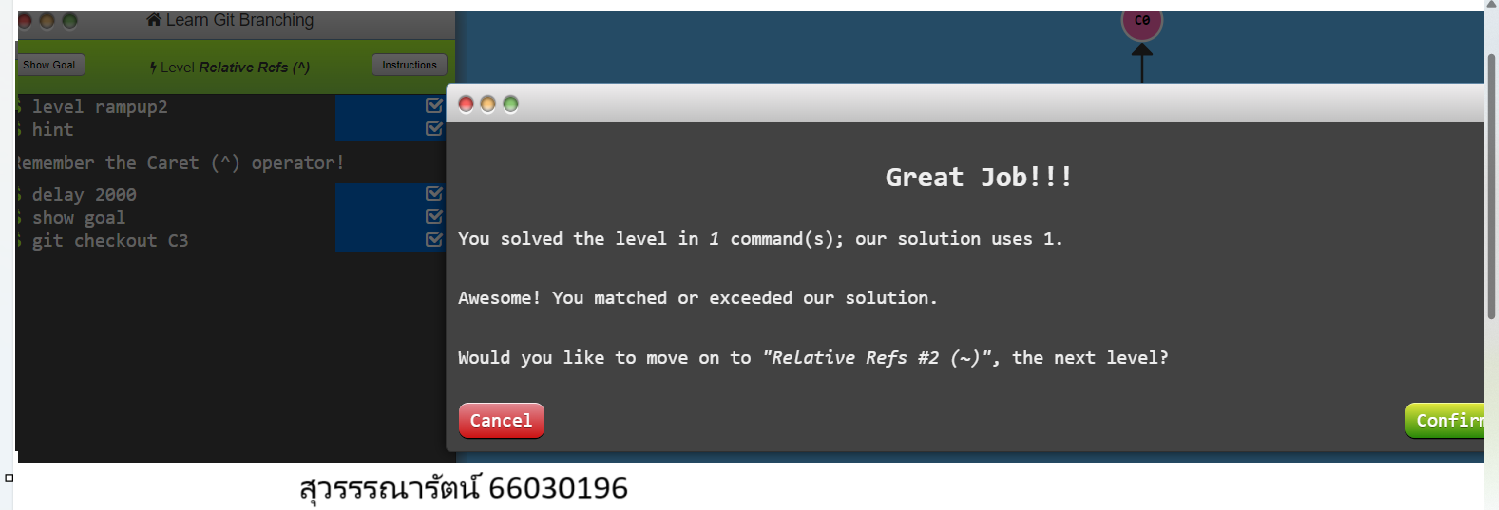 Learn Git Branching
Show Goal
Level Relative Refs (^)
Instructions
$ level rampup2
$ hint
Remember the Caret (^) operator!
$ delay 2000
$ show goal
$ git checkout C3
C0
Great Job!!!
You solved the level in 1 command(s); our solution uses 1.
Awesome! You matched or exceeded our solution.
Would you like to move on to "Relative Refs #2 (~)", the next level?
Cancel
Confirm
สุวรรรณารัตน์ 66030196